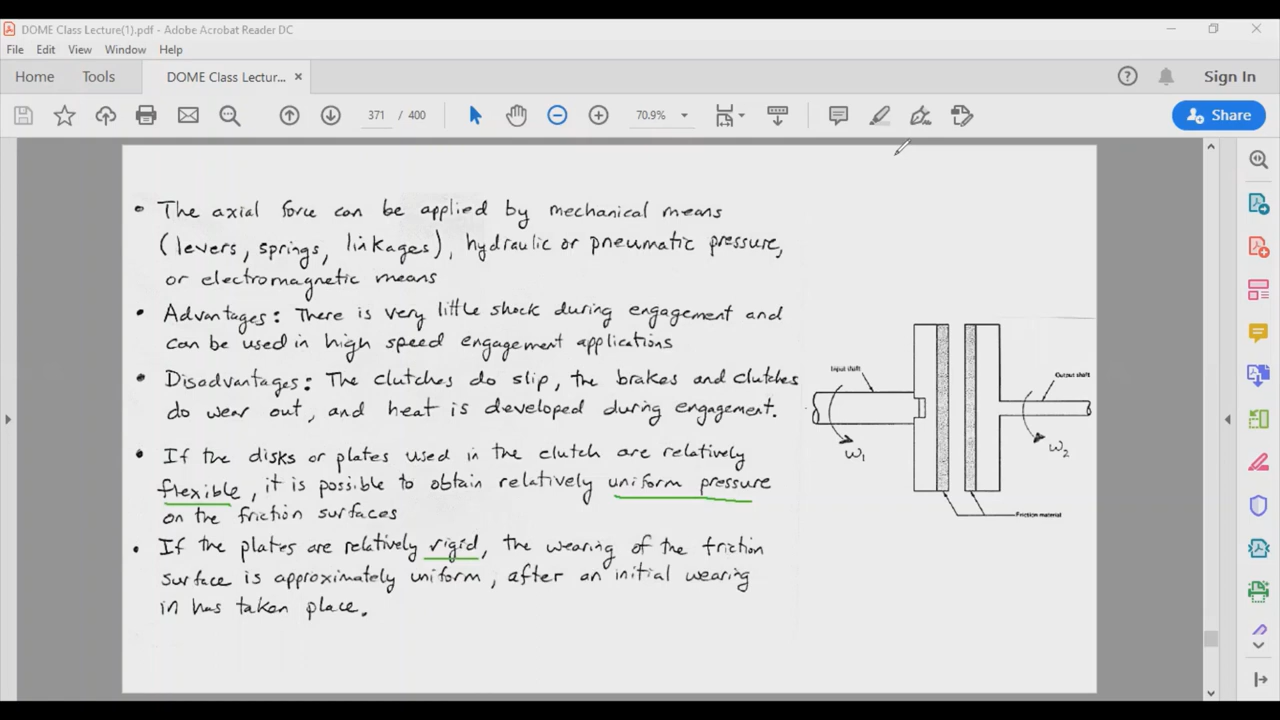 DOME Class Lecture(1).pdf - Adobe Acrobat Reader DC
File Edit View Window Help
Home Tools DOME Class Lectur... ×
Sign In
371 / 400
70.9%
Share
• The axial force can be applied by mechanical means
(levers, springs, linkages), hydraulic or pneumatic pressure,
or electromagnetic means
• Advantages: There is very little shock during engagement and
can be used in high speed engagement applications
• Disadvantages: The clutches do slip, the brakes and clutches
do wear out, and heat is developed during engagement.
• If the disks or plates used in the clutch are relatively
flexible, it is possible to obtain relatively uniform pressure
on the friction surfaces
• If the plates are relatively rigid, the wearing of the friction
surface is approximately uniform, after an initial wearing
in has taken place.
Input shaft
Output shaft
ω1
ω2
Friction material